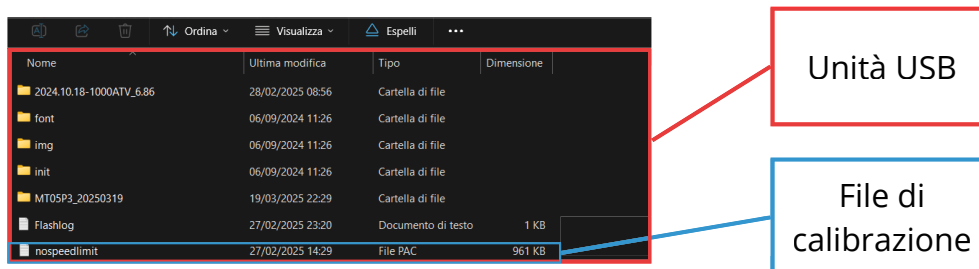 Ordina Visualizza Espelli
Nome Ultima modifica Tipo Dimensione
2024.10.18-1000ATV_6.86 28/02/2025 08:56 Cartella di file
font 06/09/2024 11:26 Cartella di file
img 06/09/2024 11:26 Cartella di file
init 06/09/2024 11:26 Cartella di file
MT05P3_20250319 19/03/2025 22:29 Cartella di file
Flashlog 27/02/2025 23:20 Documento di testo 1 KB
nospeedlimit 27/02/2025 14:29 File PAC 961 KB
Unità USB
File di
calibrazione